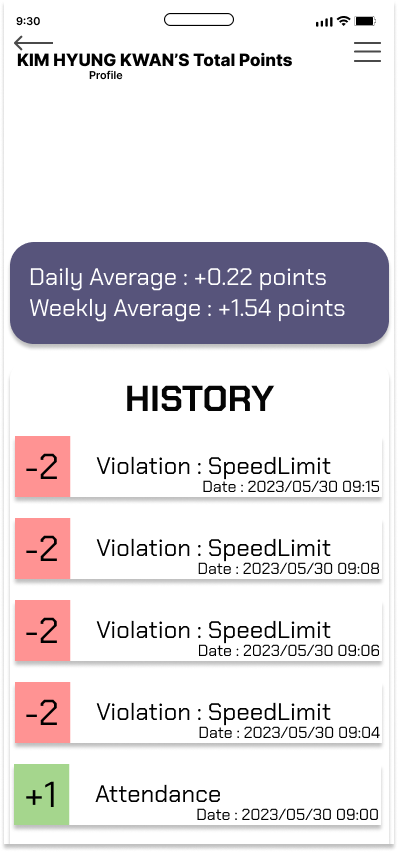 9:30
KIM HYUNG KWAN'S Total Points
Profile
Daily Average : +0.22 points
Weekly Average : +1.54 points
HISTORY
-2 Violation : SpeedLimit
Date : 2023/05/30 09:15
-2 Violation : SpeedLimit
Date : 2023/05/30 09:08
-2 Violation : SpeedLimit
Date : 2023/05/30 09:06
-2 Violation : SpeedLimit
Date : 2023/05/30 09:04
+1 Attendance
Date : 2023/05/30 09:00